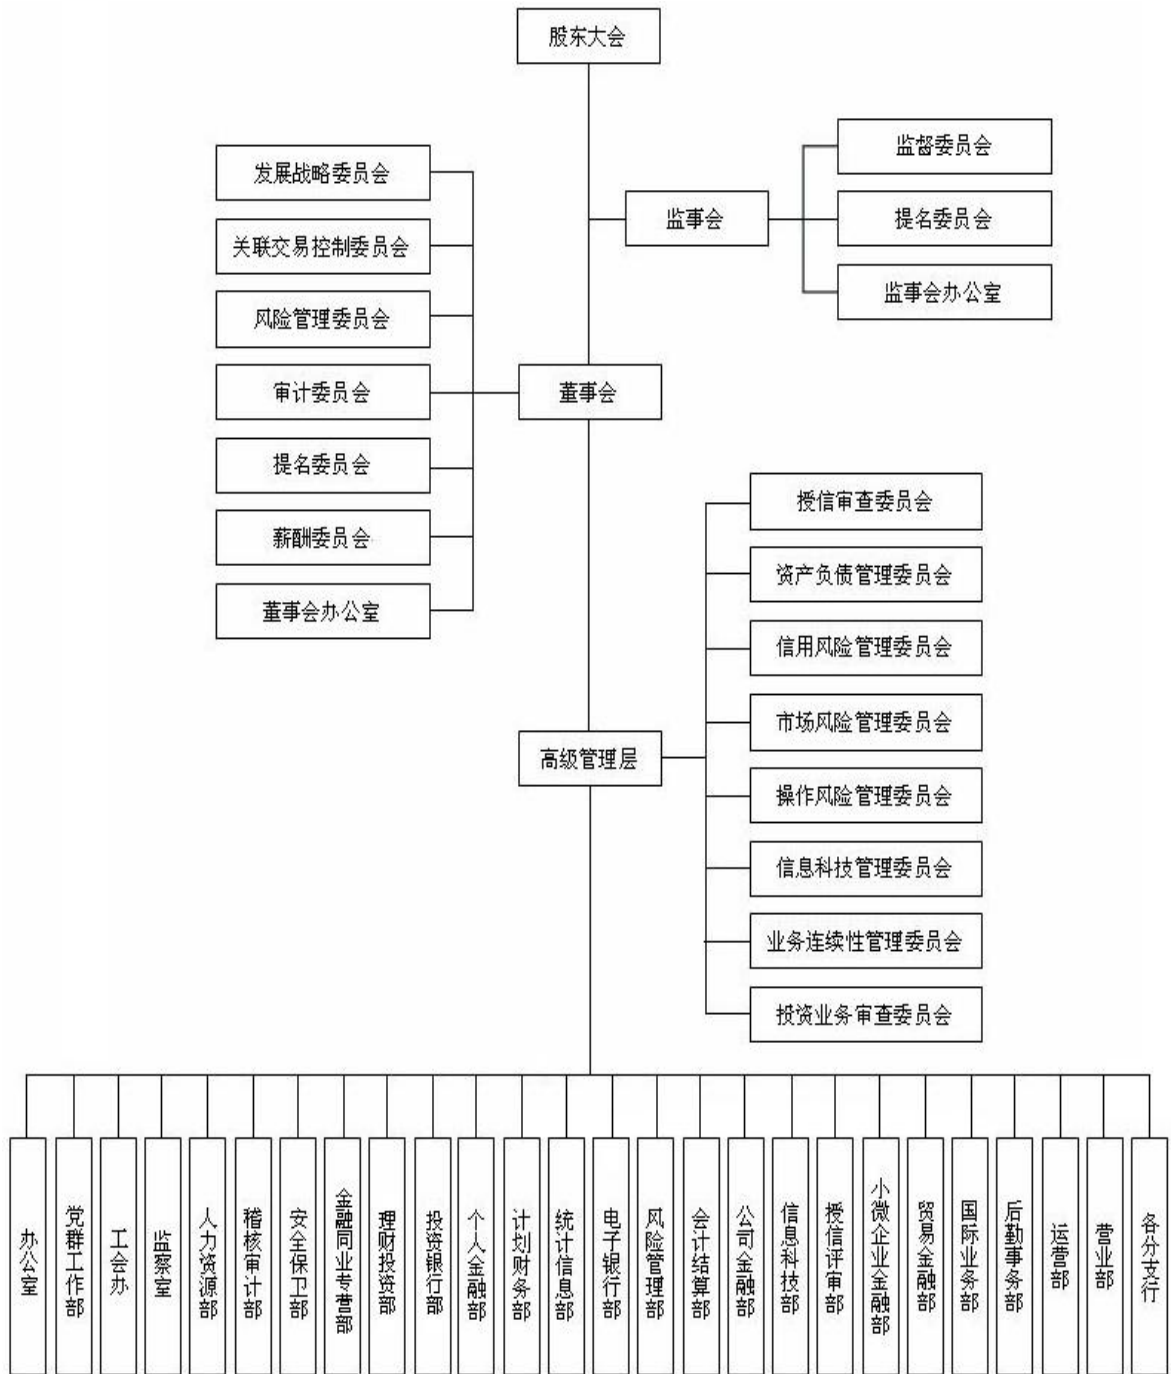 股东大会
监督委员会
发展战略委员会
监事会
提名委员会
关联交易控制委员会
监事会办公室
风险管理委员会
审计委员会
董事会
提名委员会
授信审查委员会
薪酬委员会
资产负债管理委员会
董事会办公室
信用风险管理委员会
市场风险管理委员会
高级管理层
操作风险管理委员会
信息科技管理委员会
业务连续性管理委员会
投资业务审查委员会
办公室
党群工作部
工会办
监察室
人力资源部
稽核审计部
安全保卫部
金融同业专营部
理财投资部
投资银行部
个人金融部
计划财务部
统计信息部
电子银行部
风险管理部
会计结算部
公司金融部
信息科技部
授信评审部
小微企业金融部
贸易金融部
国际业务部
后勤事务部
运营部
营业部
各分支行